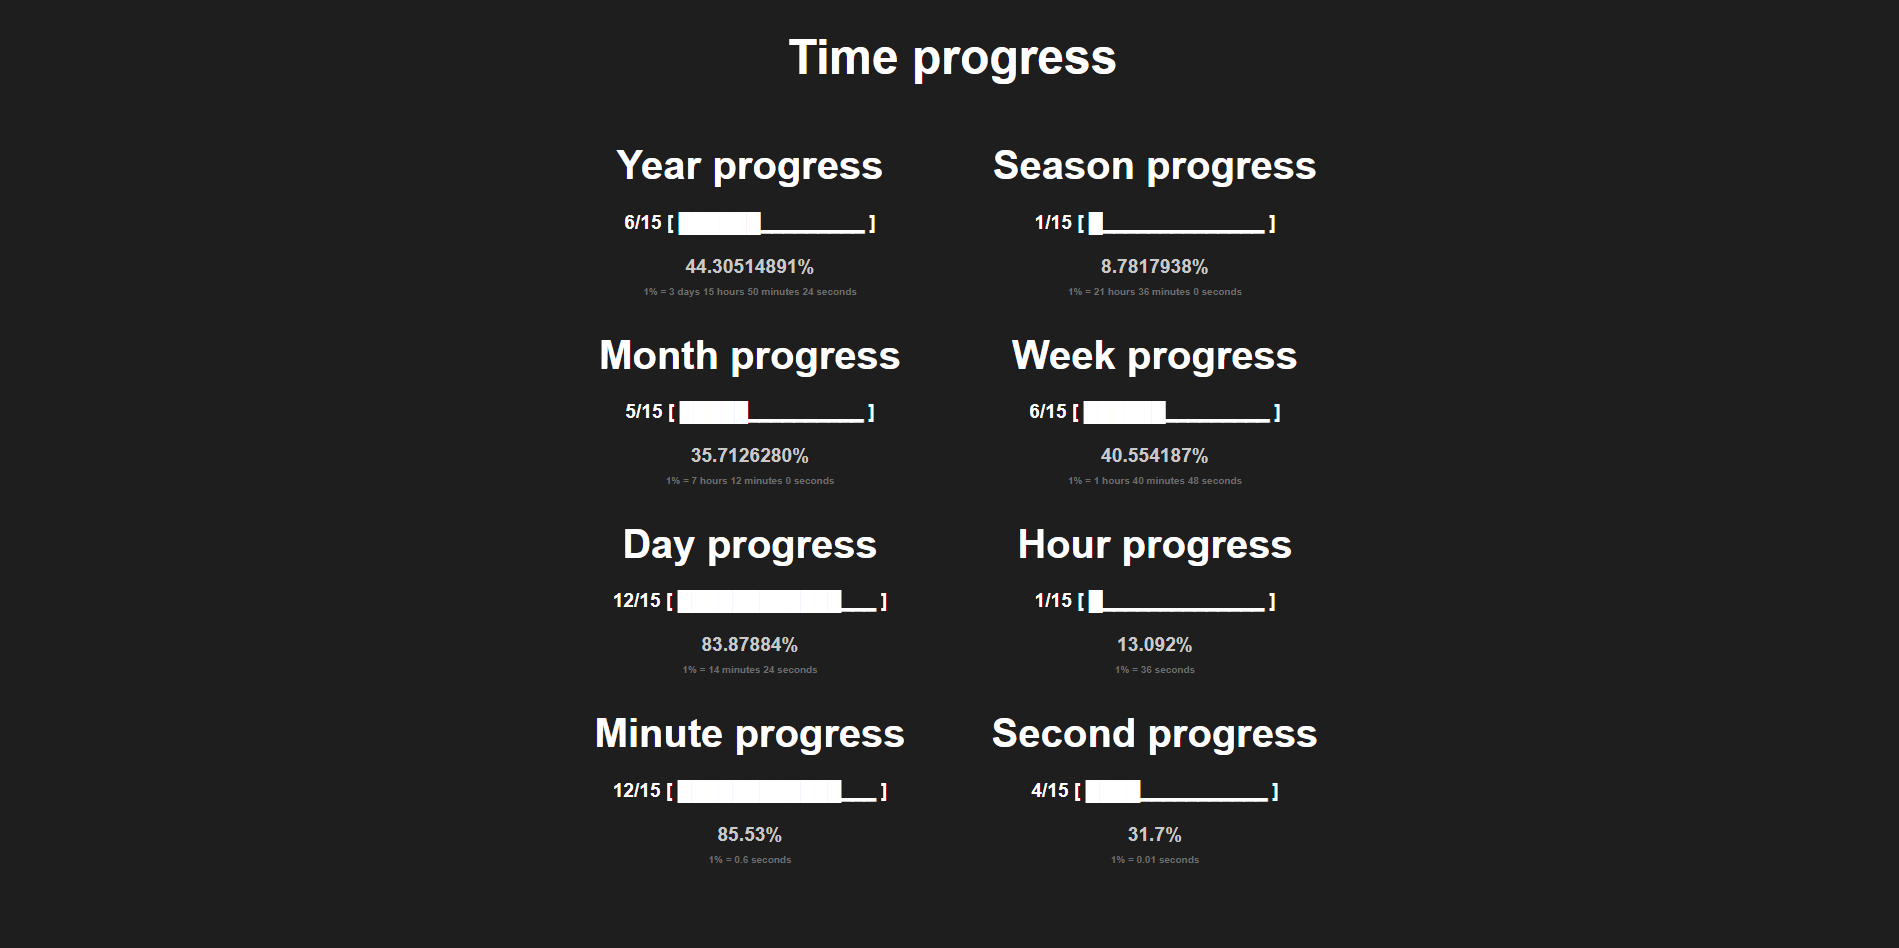 Time progress
Year progress
6/15 [ ██████_________ ]
44.30514891%
1% = 3 days 15 hours 50 minutes 24 seconds
Season progress
1/15 [ █______________ ]
8.7817938%
1% = 21 hours 36 minutes 0 seconds
Month progress
5/15 [ █████__________ ]
35.7126280%
1% = 7 hours 12 minutes 0 seconds
Week progress
6/15 [ ██████_________ ]
40.554187%
1% = 1 hours 40 minutes 48 seconds
Day progress
12/15 [ ████████████___ ]
83.87884%
1% = 14 minutes 24 seconds
Hour progress
1/15 [ █______________ ]
13.092%
1% = 36 seconds
Minute progress
12/15 [ ████████████___ ]
85.53%
1% = 0.6 seconds
Second progress
4/15 [ ████___________ ]
31.7%
1% = 0.01 seconds